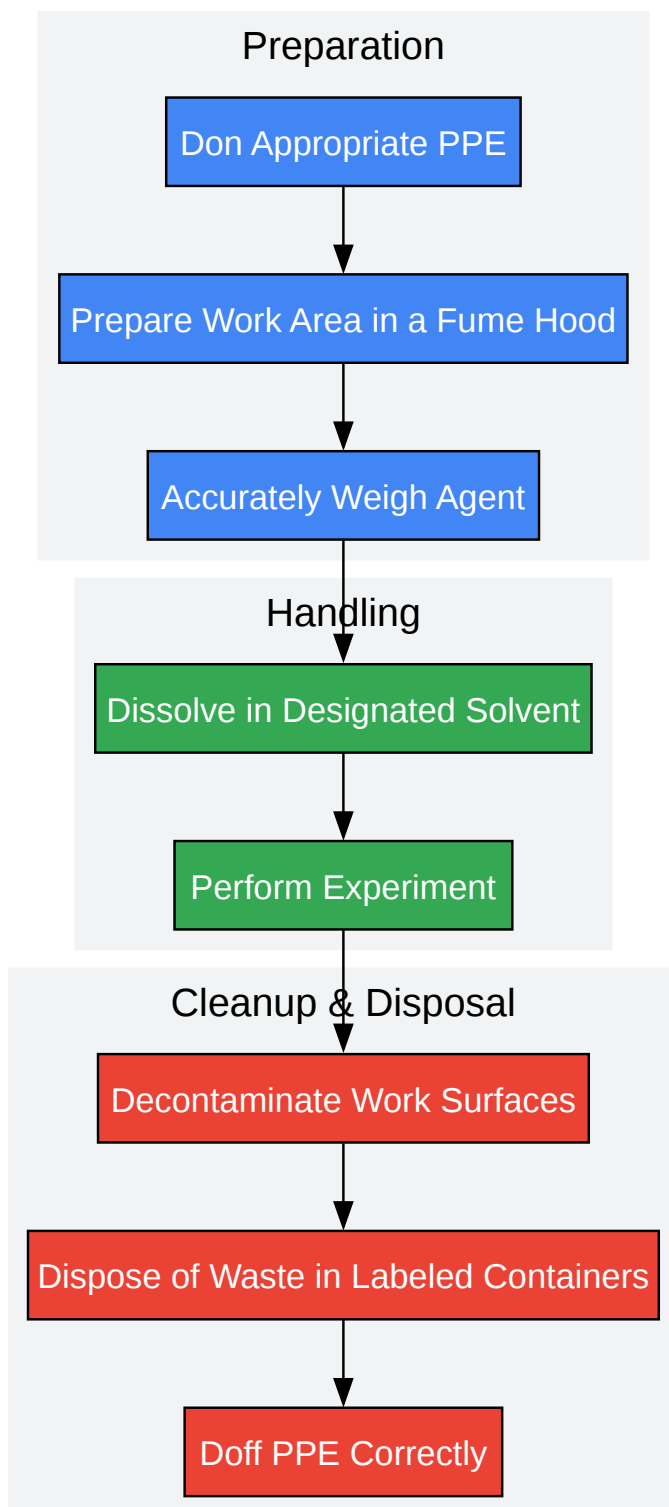 Preparation
Don Appropriate PPE
Prepare Work Area in a Fume Hood
Accurately Weigh Agent
Handling
Dissolve in Designated Solvent
Perform Experiment
Cleanup & Disposal
Decontaminate Work Surfaces
Dispose of Waste in Labeled Containers
Doff PPE Correctly